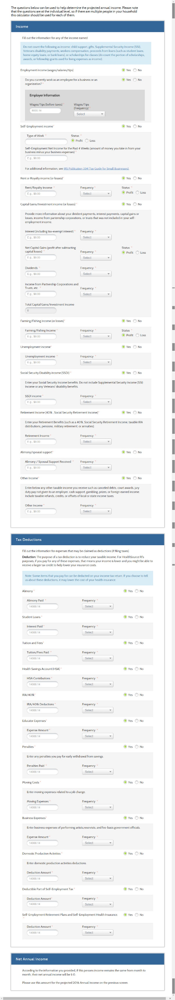 The questions below can be used to help determine the projected annual income. Please note
that the questions are at the individual level, so if there are multiple people in your household
this calculator should be used for each of them.
Income
Fill out the information for any of the income earned
Do not count the following as income: child support, gifts, Supplemental Security Income (SSI),
Veterans disability payments, workers compensation, proceeds from loans (such as student loans,
home equity loans, or bank loans), or scholarships for classes (do count the portion of scholarships,
awards, or fellowship grants used for living expenses as income).
Employment income (wages/salaries/tips) Yes No
Do you currently work as an employee for a business or an Yes No
organization? *
Employer Information
Wages/Tips (before taxes) * Wages/Tips
(Frequency) *
8000.14 Select
Self-Employment income* Yes No
Type of Work * Status *
Profit Loss
Self-Employment Net Income for the Past 4 Weeks (amount of money you take in from your
business minus your business expenses) *
E.g., $0.00
For additional information, see IRS Publication 334 (Tax Guide for Small Businesses).
Rent or Royalty income (or losses)* Yes No
Rent/Royalty Income * Frequency * Status *
E.g., $0.00 Select Profit Loss
Capital Gains/Investment income (or losses) * Yes No
Provide more information about your divident payments, interest payments, capital gains or
losses, income from parternship corporations, or trusts that was not included in your self-
employment income.
Interest (including tax-exempt interest) * Frequency *
E.g., $0.00 Select
Net Capital Gains (profit after subtracting Status *
capital losses) * Frequency * Profit Loss
E.g., $0.00 Select
Dividends * Frequency *
E.g., $0.00 Select
Income from Partnership Corporations and
Trusts, etc. * Frequency *
E.g., $0.00 Select
Total Capital Gains/Investment Income
0
Farming/Fishing income (or losses)* Yes No
Farming/Fishing Income * Frequency * Status *
E.g., $0.00 Select Profit Loss
Unemployment income* Yes No
Unemployment income * Frequency *
E.g., $0.00 Select
Social Security Disability income (SSDI) * Yes No
Enter your Social Security Income benefits. Do not include Supplemental Security Income (SSI)
Income or any Veterans' disability benefits.
SSDI income * Frequency *
E.g., $0.00 Select
Retirement Income (401k , Social Security Retirement Income)* Yes No
Enter your Retirement Benefits (such as a 401k, Social Security Retirement Income, taxable IRA
distributions, pensions, military retirement, or annuities).
Retirement Income * Frequency *
E.g., $0.00 Select
Alimony/spousal support* Yes No
Alimony / Spousal Support Received * Frequency *
E.g., $0.00 Select
Other Income* Yes No
Enter below any other taxable income you receive such as canceled debts, court awards, jury
duty pay not given to an employer, cash support, gambling, prizes, or foreign earned income.
Include taxable refunds, credits, or offsets of local or state income taxes.
Other Income * Frequency *
E.g., $0.00 Select
Tax Deductions
Fill out the information for expenses that may be claimed as deductions (if filing taxes)
Deduction: The purpose of a tax deduction is to reduce your taxable income. For HealthSource RI's
purposes, if you pay for any of these expenses, that means your income is lower and you might be able to
receive a larger tax credit to help lower your insurance costs.
Note: Some items that you pay for can be deducted on your income tax return. If you choose to tell
us about these deductions, it may lower the cost of your health insurance.
Alimony * Yes No
Alimony Paid * Frequency *
14000.14 Select
Student Loans * Yes No
Interest Paid * Frequency *
14000.14 Select
Tuition and Fees* Yes No
Tuition/Fees Paid * Frequency *
14000.14 Select
Health Savings Account (HSA) * Yes No
HSA Contributions * Frequency *
14000.14 Select
IRA/401k* Yes No
IRA/401k Deductions * Frequency *
14000.14 Select
Educator Expenses* Yes No
Expense Amount * Frequency *
14000.14 Select
Penalties * Yes No
Enter any penalties you pay for early withdrawal from savings.
Penalties Paid * Frequency *
14000.14 Select
Moving Costs * Yes No
Enter moving expenses related to a job change.
Moving Expenses * Frequency *
14000.14 Select
Business Expenses* Yes No
Enter business expenses of performing artists,reservists, and fee-basis government officials.
Expense Amount * Frequency *
14000.14 Select
Domestic Production Activities * Yes No
Enter domestic production activities deductions.
Deduction Amount * Frequency *
14000.14 Select
Deductible Part of Self-Employment Tax * Yes No
Deduction Amount* Frequency *
14000.14 Select
Self-Employment Retirement Plans and Self-Employment Health Insurance. Yes No
*
Deduction Amount * Frequency *
14000.14 Select
Net Annual Income
According to the information you provided, if this persons income remains the same from month to
month, their net annual income will be $ 0.
Please use this amount for the projected 2016 Annual Income on the previous screen.